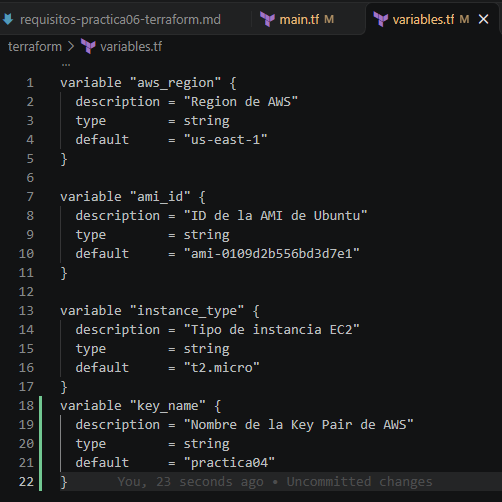 requisitos-practica06-terraform.md main.tf M variables.tf M
terraform > variables.tf
...
1 variable "aws_region" {
2   description = "Region de AWS"
3   type        = string
4   default     = "us-east-1"
5 }
6
7 variable "ami_id" {
8   description = "ID de la AMI de Ubuntu"
9   type        = string
10   default     = "ami-0109d2b556bd3d7e1"
11 }
12
13 variable "instance_type" {
14   description = "Tipo de instancia EC2"
15   type        = string
16   default     = "t2.micro"
17 }
18 variable "key_name" {
19   description = "Nombre de la Key Pair de AWS"
20   type        = string
21   default     = "practica04"
22 } You, 23 seconds ago • Uncommitted changes